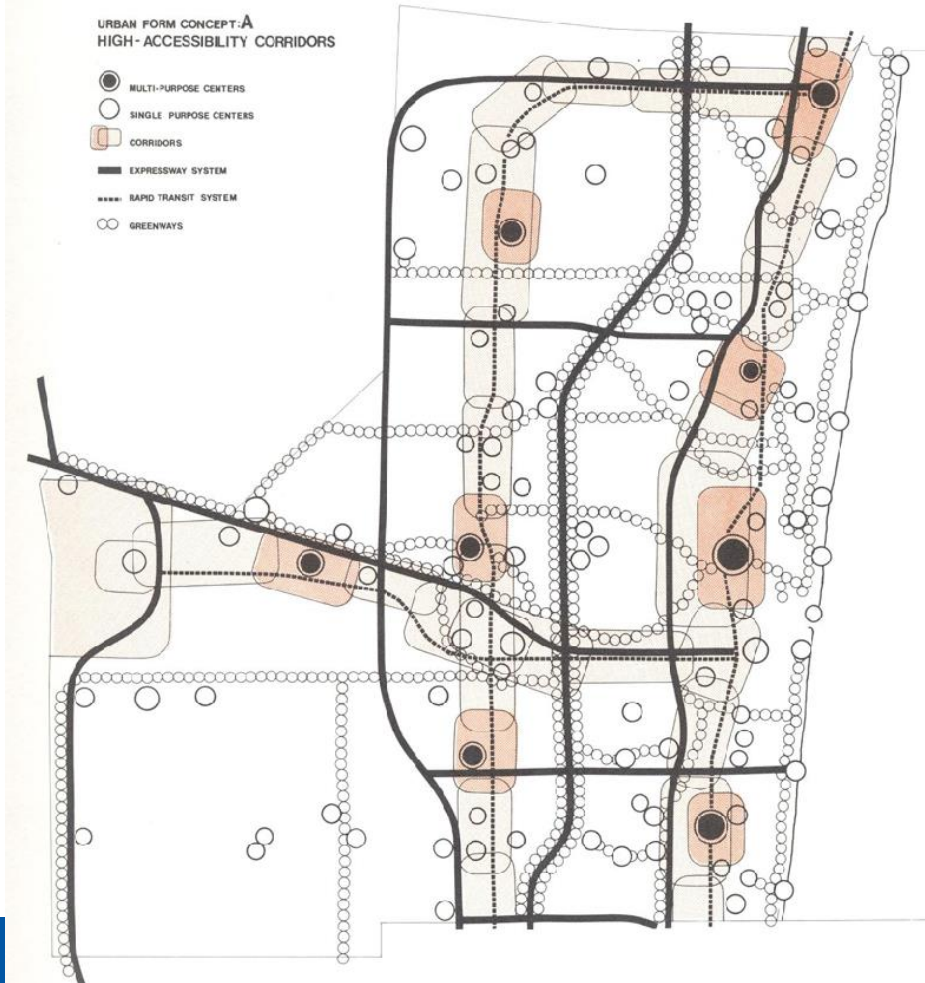 URBAN FORM CONCEPT: A
HIGH-ACCESSIBILITY CORRIDORS
MULTI-PURPOSE CENTERS
SINGLE PURPOSE CENTERS
CORRIDORS
EXPRESSWAY SYSTEM
RAPID TRANSIT SYSTEM
GREENWAYS